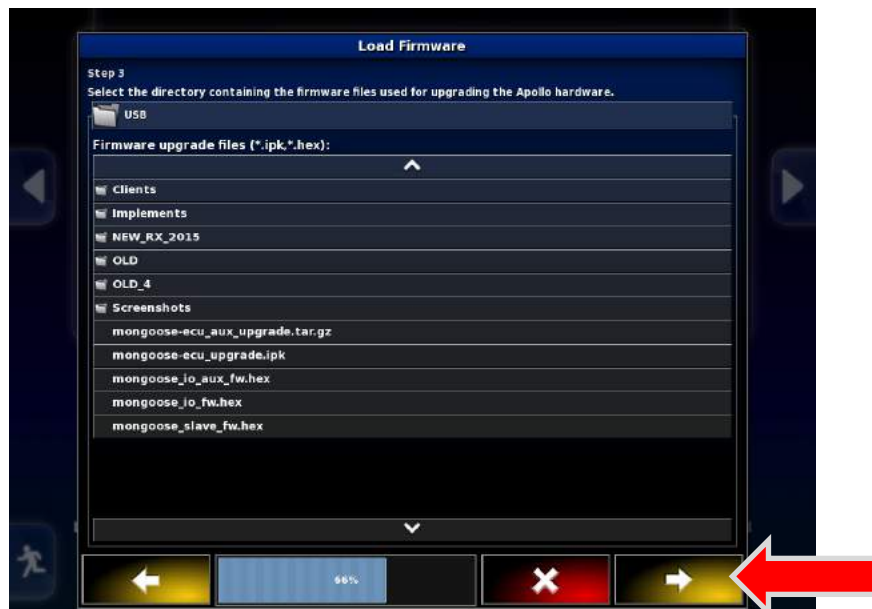 Load Firmware
Step 3
Select the directory containing the firmware files used for upgrading the Apollo hardware.
USB
Firmware upgrade files (*.ipk,*.hex):
Clients
Implements
NEW_RX_2015
OLD
OLD_4
Screenshots
mongoose-ecu_aux_upgrade.tar.gz
mongoose-ecu_upgrade.ipk
mongoose_io_aux_fw.hex
mongoose_io_fw.hex
mongoose_slave_fw.hex
66%